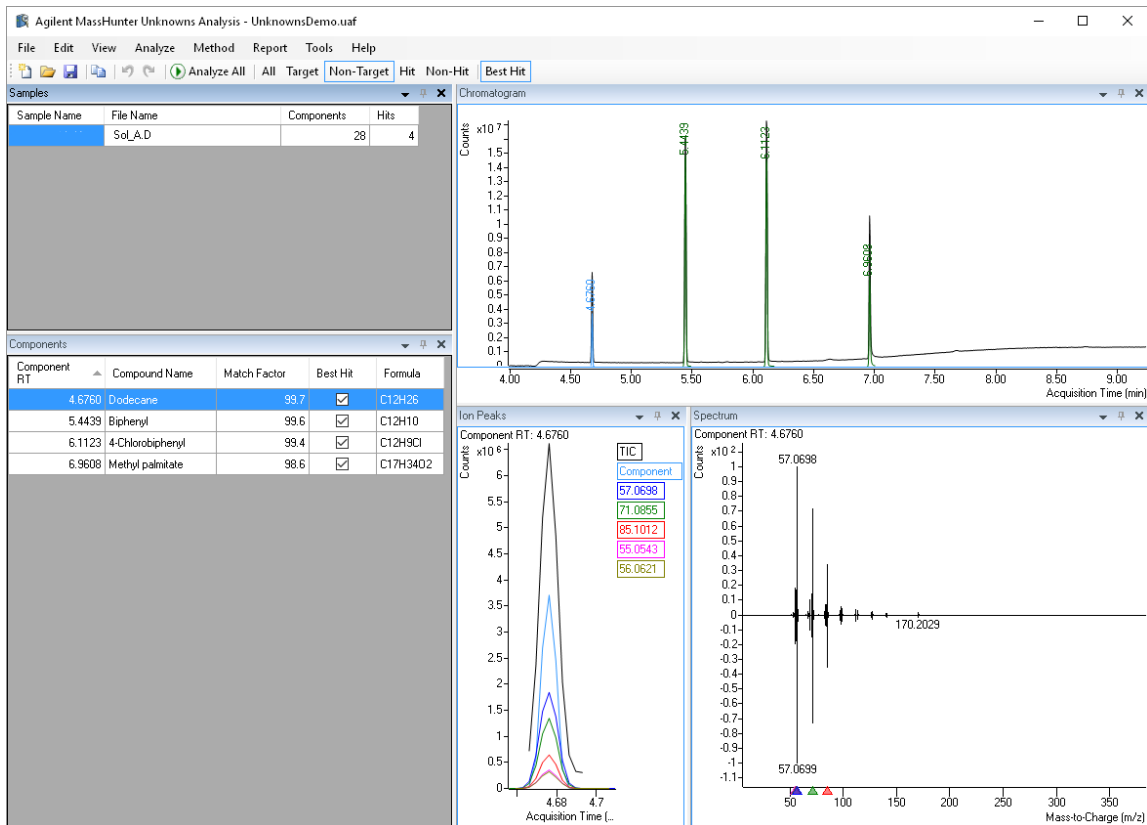 Agilent MassHunter Unknowns Analysis - UnknownsDemo.uaf
File Edit View Analyze Method Report Tools Help
Analyze All All Target Non-Target Hit Non-Hit Best Hit
Samples
Sample Name File Name Components Hits
Sol_A.D 28 4
Components
Component RT Compound Name Match Factor Best Hit Formula
4.6760 Dodecane 99.7 C12H26
5.4439 Biphenyl 99.6 C12H10
6.1123 4-Chlorobiphenyl 99.4 C12H9Cl
6.9608 Methyl palmitate 98.6 C17H34O2
Chromatogram
Counts
x10⁷
1.5
1.4
1.3
1.2
1.1
1
0.9
0.8
0.7
0.6
0.5
0.4
0.3
0.2
0.1
4.6760
5.4439
6.1123
6.9608
4.00 4.50 5.00 5.50 6.00 6.50 7.00 7.50 8.00 8.50 9.00
Acquisition Time (min)
Ion Peaks
Component RT: 4.6760
Counts
x10⁶
6
5.5
5
4.5
4
3.5
3
2.5
2
1.5
1
0.5
0
TIC
Component
57.0698
71.0855
85.1012
55.0543
56.0621
4.68 4.7
Acquisition Time (...
Spectrum
Component RT: 4.6760
Counts
x10²
1
0.9
0.8
0.7
0.6
0.5
0.4
0.3
0.2
0.1
0
-0.1
-0.2
-0.3
-0.4
-0.5
-0.6
-0.7
-0.8
-0.9
-1
-1.1
57.0698
170.2029
57.0699
50 100 150 200 250 300 350
Mass-to-Charge (m/z)